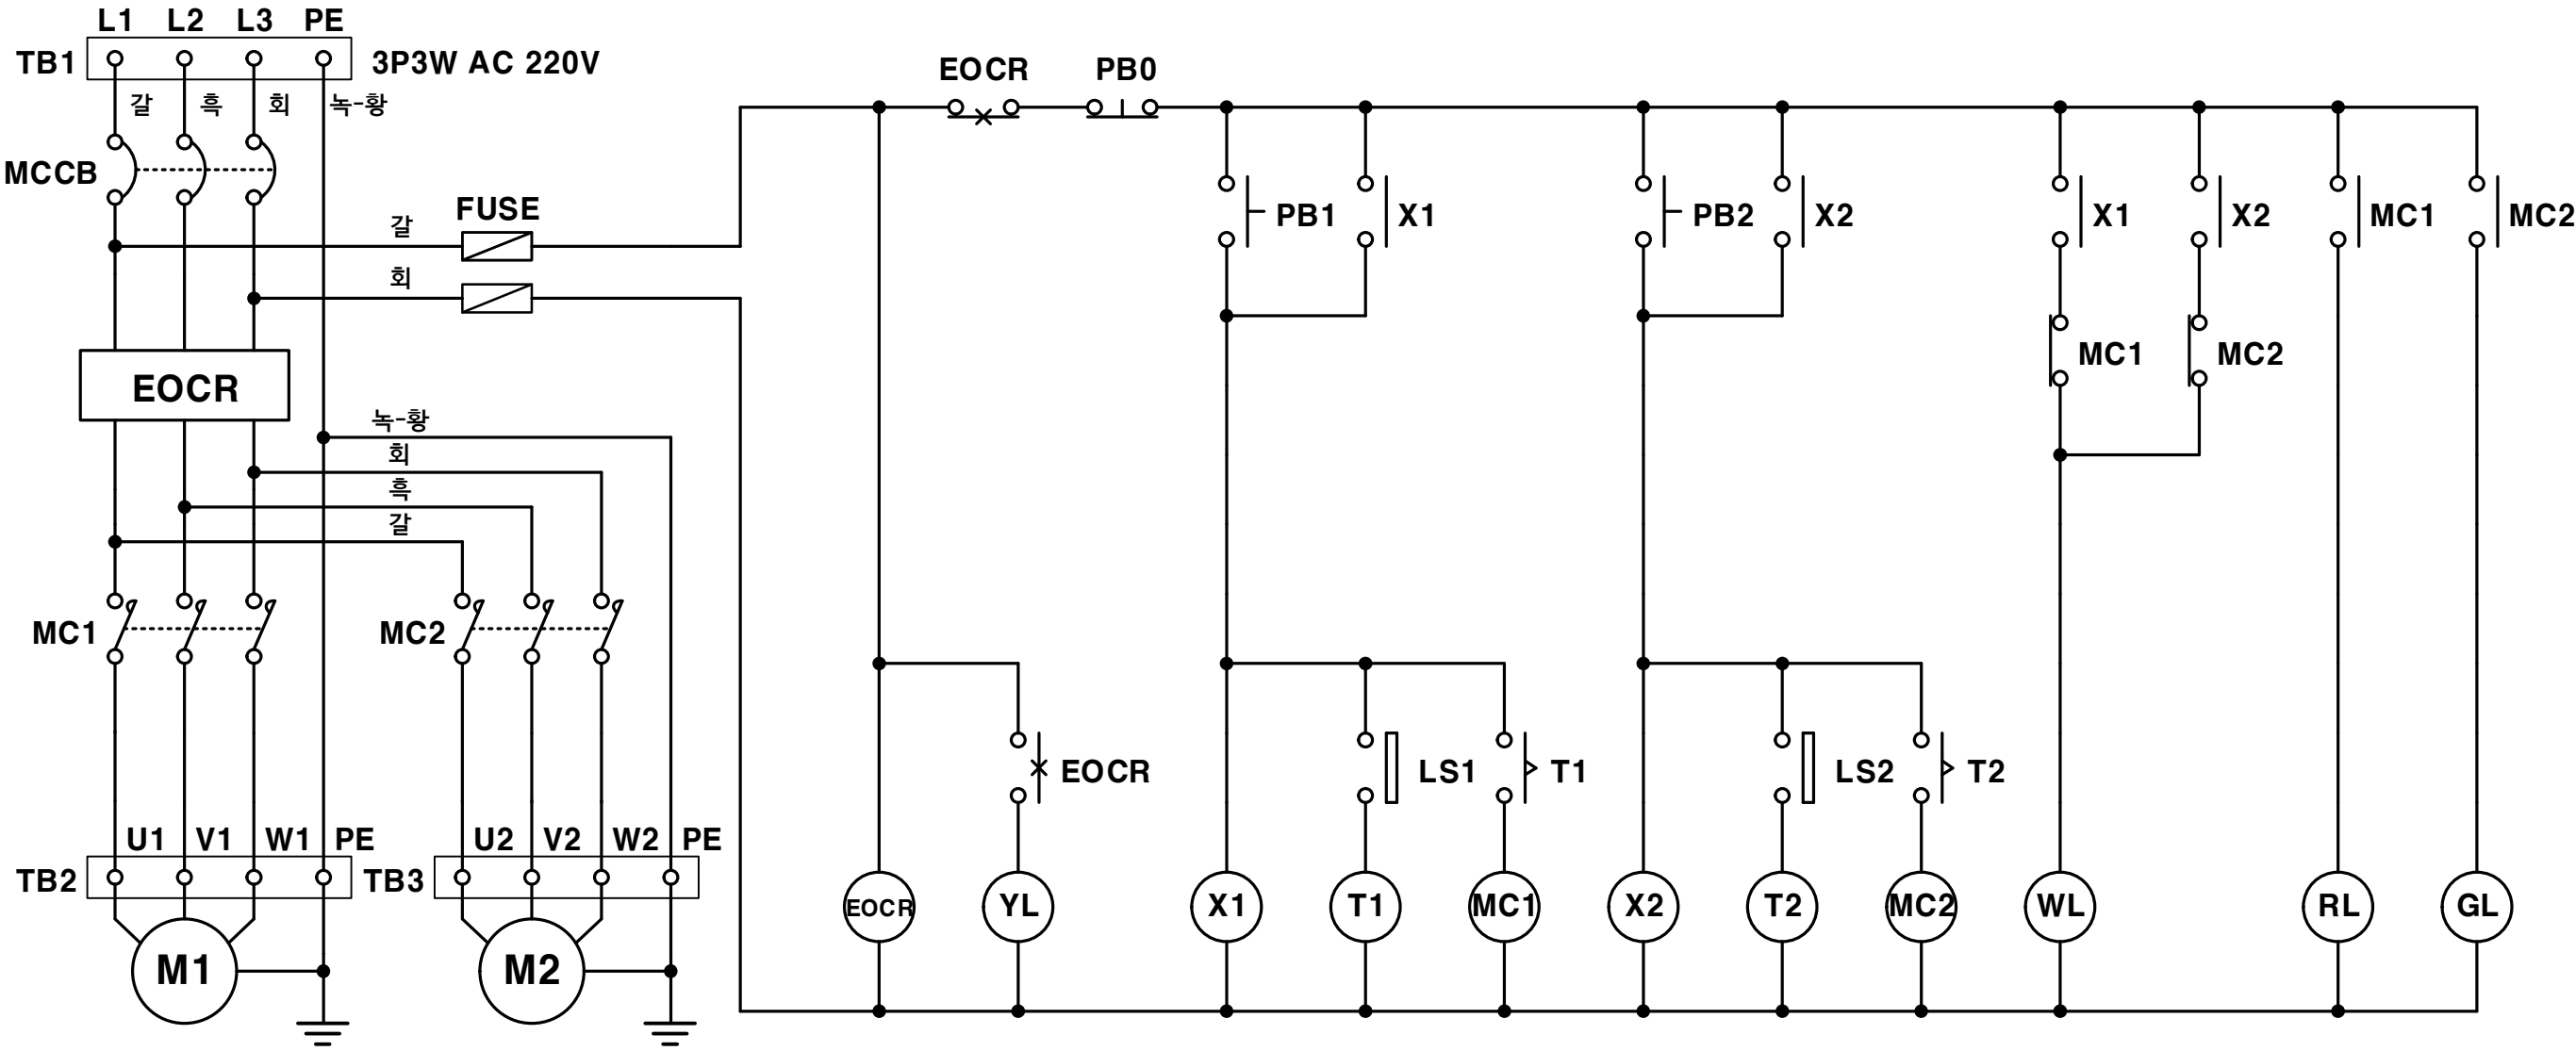 L1 L2 L3 PE
TB1 3P3W AC 220V
갈 흑 회 녹-황
MCCB
갈 FUSE
회
EOCR
녹-황
회
흑
갈
MC1 MC2
U1 V1 W1 PE U2 V2 W2 PE
TB2 TB3
M1 M2
EOCR PB0
PB1 X1 PB2 X2 X1 X2 MC1 MC2
MC1 MC2
EOCR LS1 T1 LS2 T2
EOCR YL X1 T1 MC1 X2 T2 MC2 WL RL GL